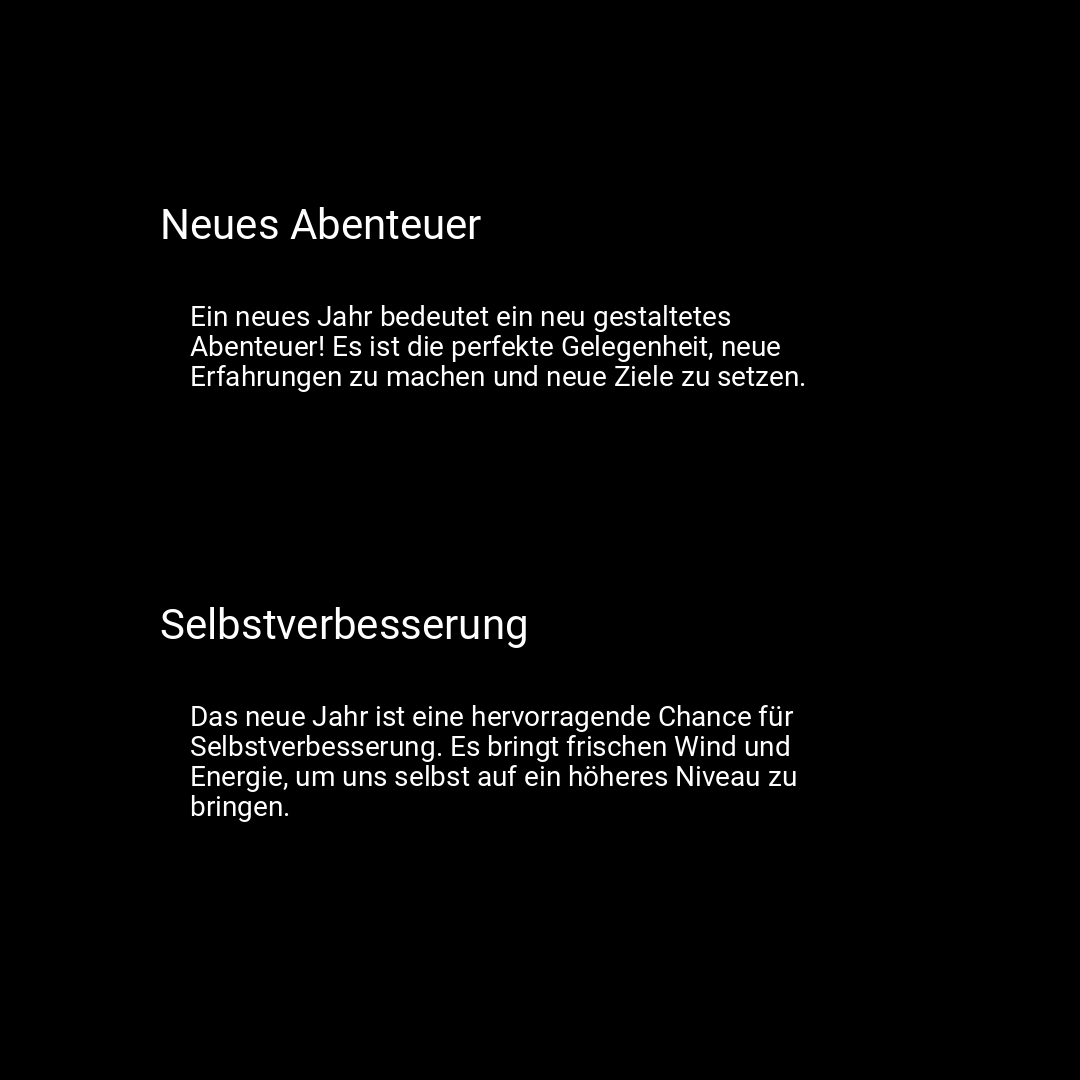 Neues Abenteuer
Ein neues Jahr bedeutet ein neu gestaltetes
Abenteuer! Es ist die perfekte Gelegenheit, neue
Erfahrungen zu machen und neue Ziele zu setzen.
Selbstverbesserung
Das neue Jahr ist eine hervorragende Chance für
Selbstverbesserung. Es bringt frischen Wind und
Energie, um uns selbst auf ein höheres Niveau zu
bringen.